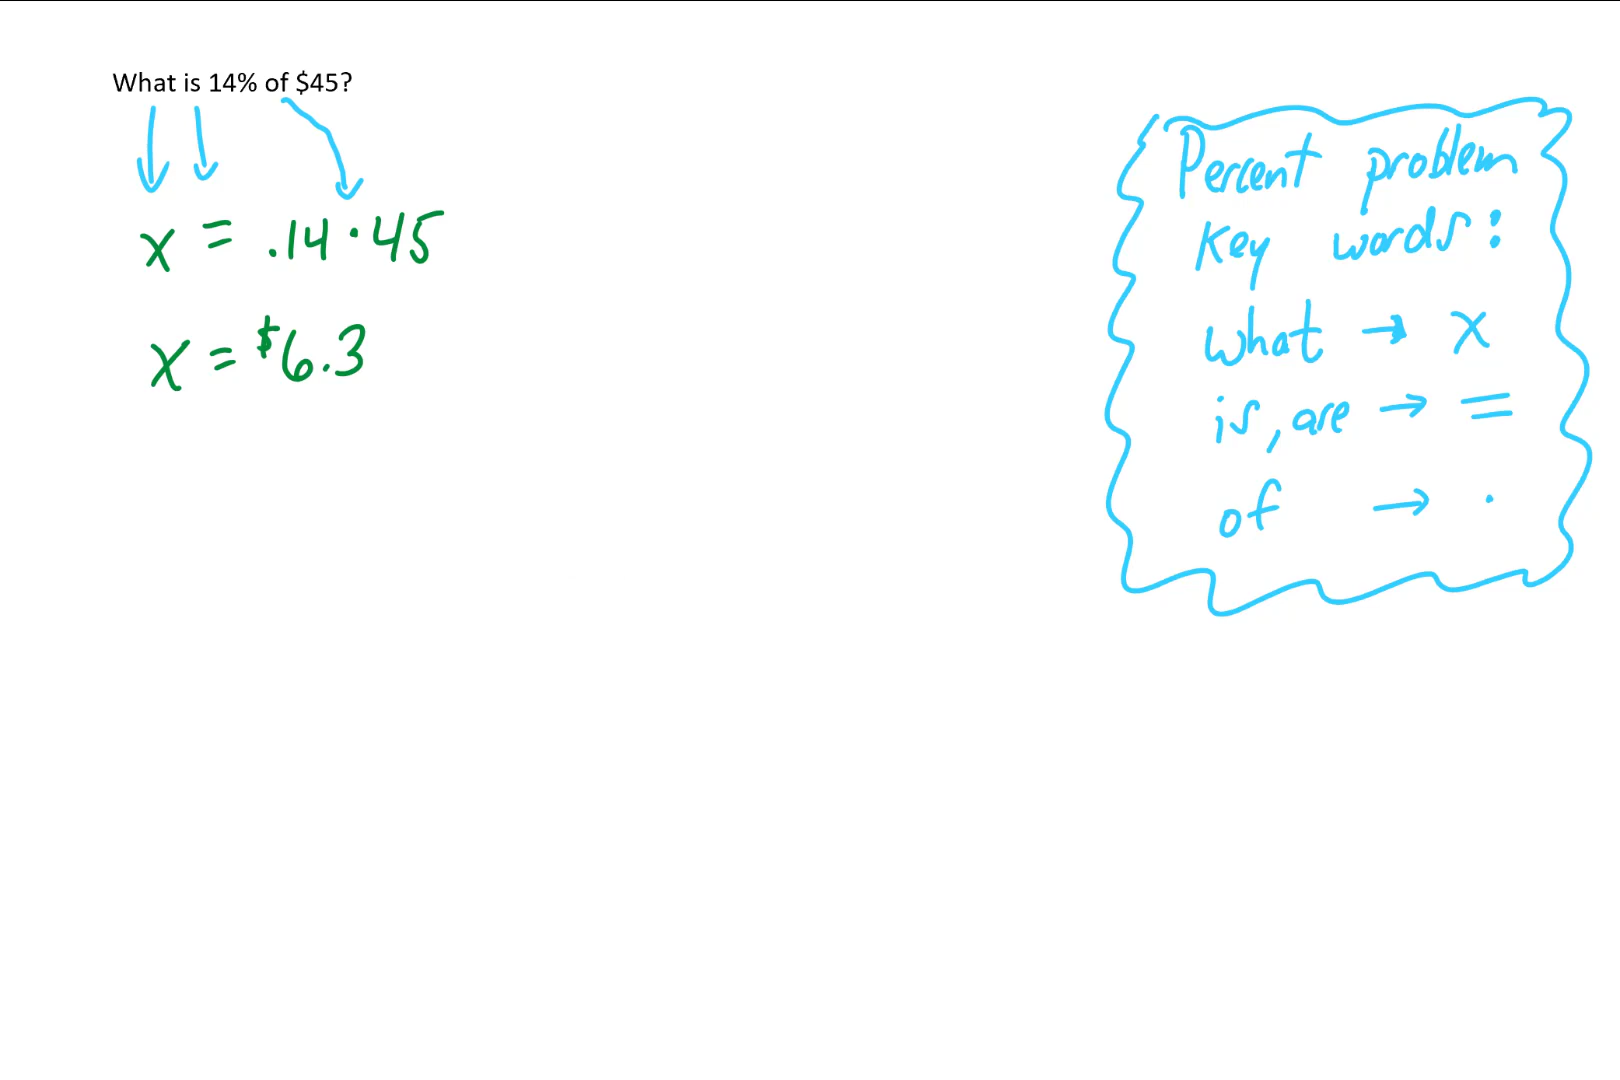 What is 14% of $45?
x = .14 · 45
x = $6.3
Percent problem
Key words:
what → x
is, are → =
of → ·